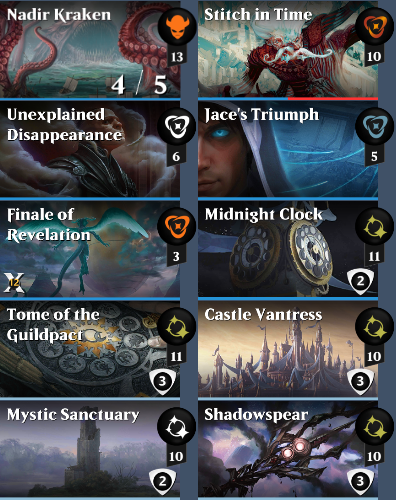 Nadir Kraken
13
4 / 5
Stitch in Time
10
Unexplained
Disappearance
6
Jace's Triumph
5
Finale of
Revelation
3
X
12
Midnight Clock
11
2
Tome of the
Guildpact
11
3
Castle Vantress
10
3
Mystic Sanctuary
10
2
Shadowspear
10
3